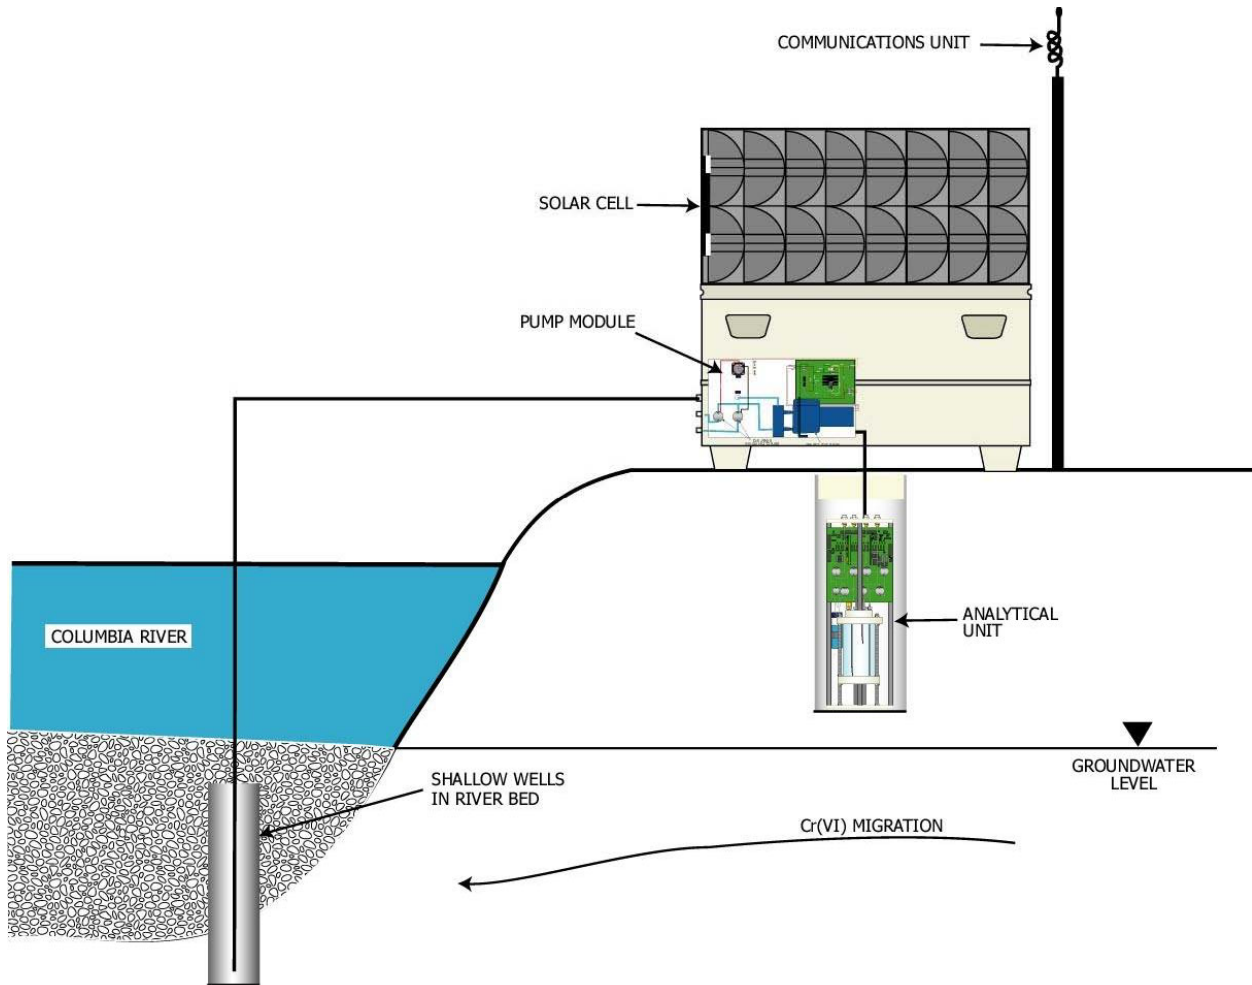 COMMUNICATIONS UNIT
SOLAR CELL
PUMP MODULE
COLUMBIA RIVER
ANALYTICAL
UNIT
SHALLOW WELLS
IN RIVER BED
GROUNDWATER
LEVEL
Cr(VI) MIGRATION